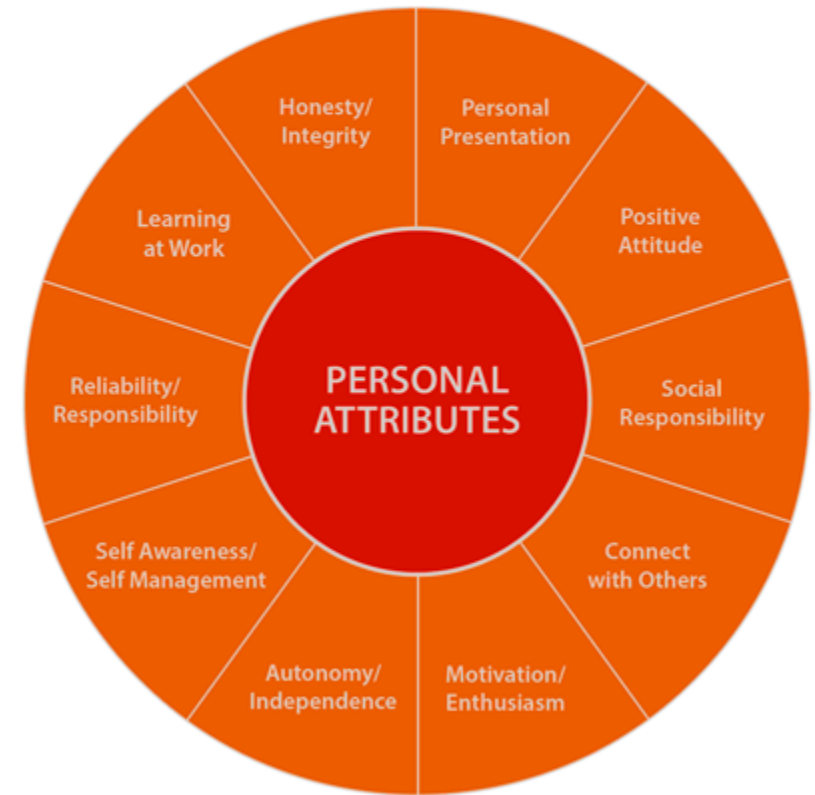 PERSONAL
ATTRIBUTES
Personal
Presentation
Positive
Attitude
Social
Responsibility
Connect
with Others
Motivation/
Enthusiasm
Autonomy/
Independence
Self Awareness/
Self Management
Reliability/
Responsibility
Learning
at Work
Honesty/
Integrity